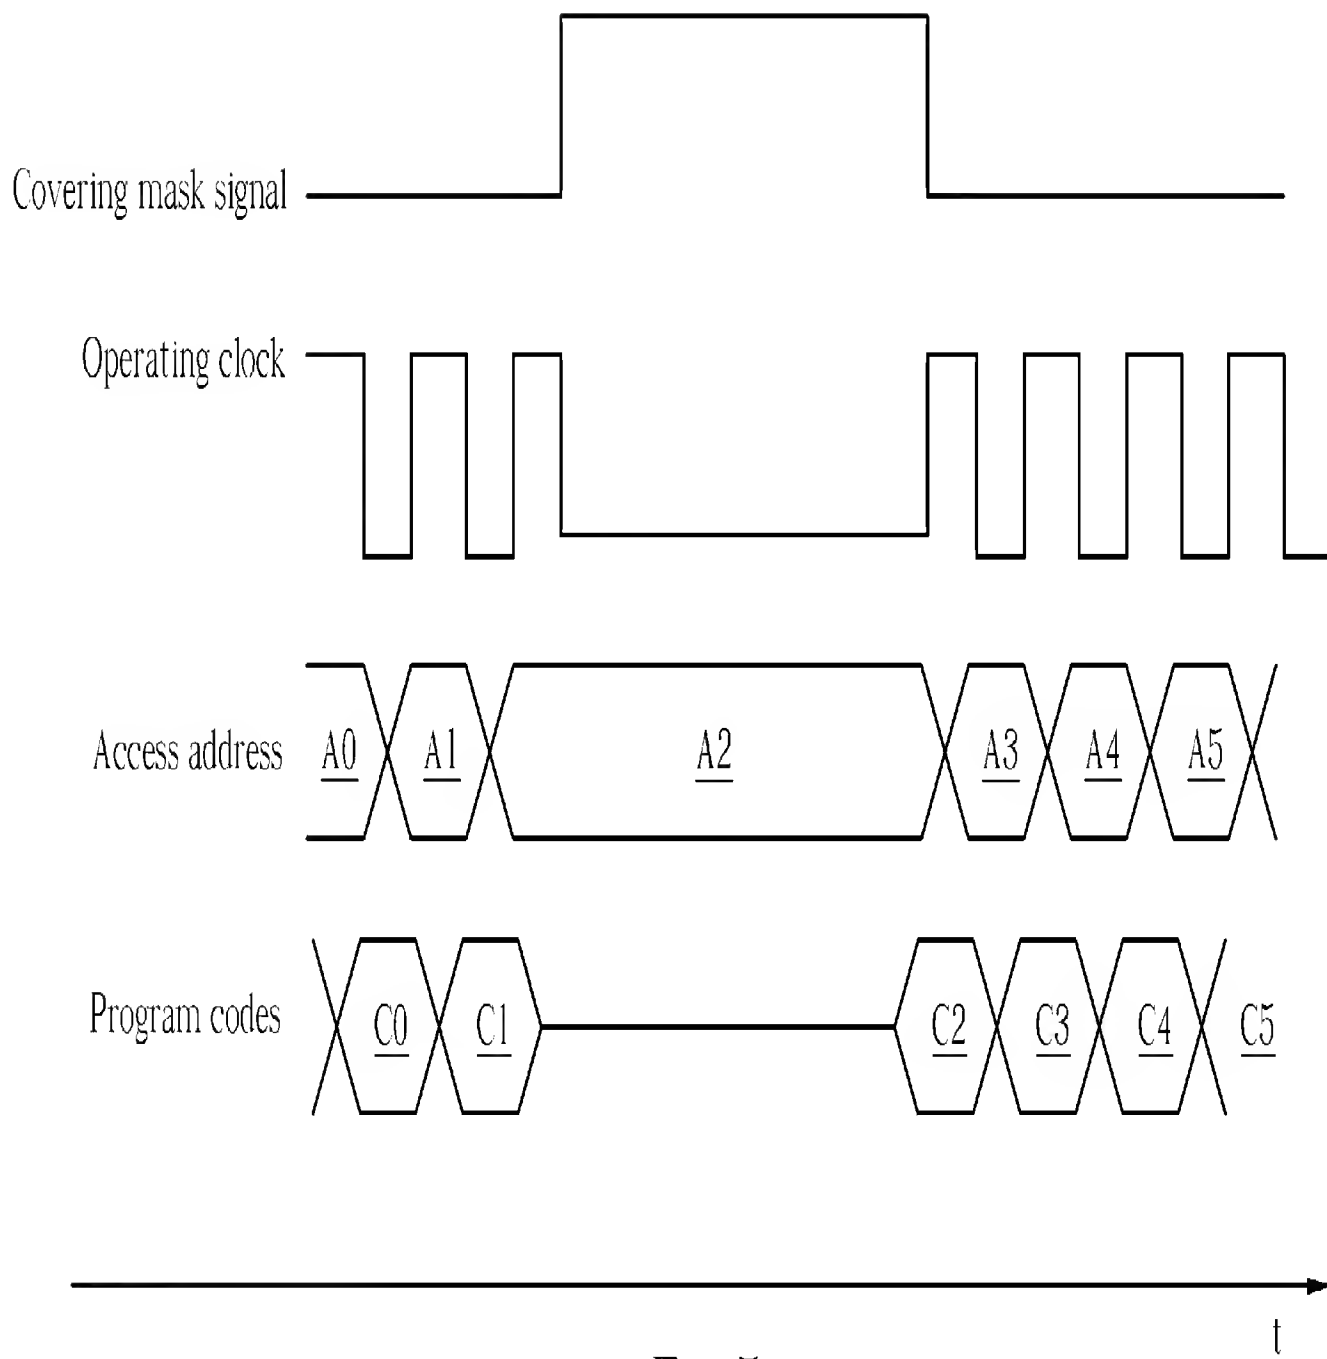 Covering mask signal
Operating clock
Access address A0 A1 A2 A3 A4 A5
Program codes C0 C1 C2 C3 C4 C5
t